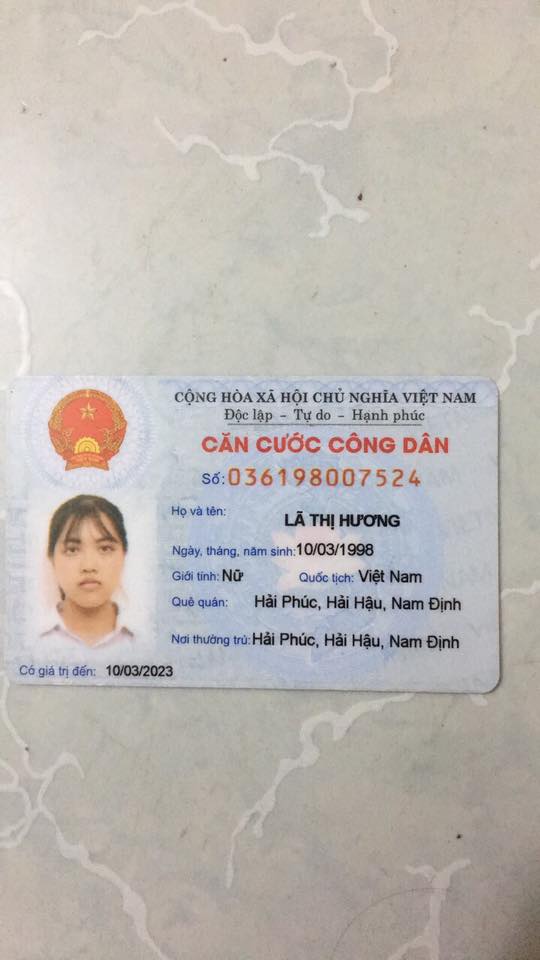 CỘNG HÒA XÃ HỘI CHỦ NGHĨA VIỆT NAM
Độc lập – Tự do – Hạnh phúc
CĂN CƯỚC CÔNG DÂN
Số: 036198007524
Họ và tên: LÃ THỊ HƯƠNG
Ngày, tháng, năm sinh: 10/03/1998
Giới tính: Nữ Quốc tịch: Việt Nam
Quê quán: Hải Phúc, Hải Hậu, Nam Định
Nơi thường trú: Hải Phúc, Hải Hậu, Nam Định
Có giá trị đến: 10/03/2023